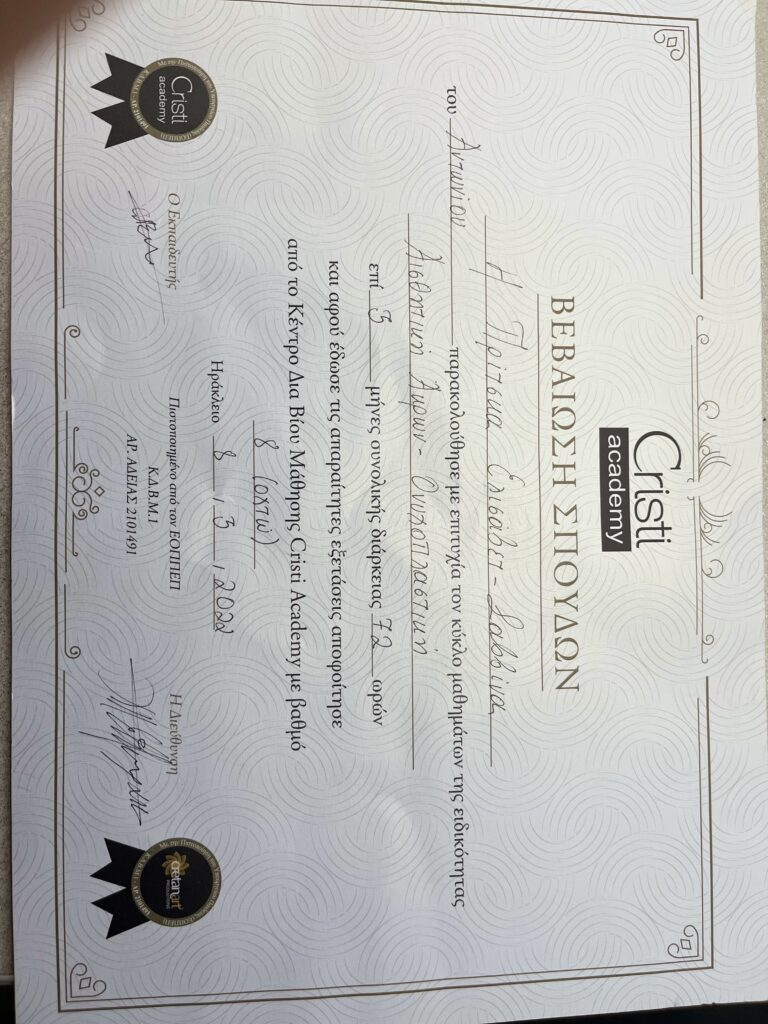 Cristi
academy
ΒΕΒΑΙΩΣΗ ΣΠΟΥΔΩΝ
Η Πρίτσκα Ελισάβετ - Σαββίνα
του Αντωνίου παρακολούθησε με επιτυχία τον κύκλο μαθημάτων της ειδικότητας
Αισθητική Άκρων - Ονυχοπλαστική
επί 3 μήνες συνολικής διάρκειας 72 ωρών
και αφού έδωσε τις απαραίτητες εξετάσεις αποφοίτησε
από το Κέντρο Δια Βίου Μάθησης Cristi Academy με βαθμό
8 (οχτώ)
Ηράκλειο 8, 3, 2022
Ο Εκπαιδευτής
Η Διεύθυνση
Πιστοποιημένο από τον ΕΟΠΠΕΠ
Κ.Δ.Β.Μ.1
ΑΡ. ΑΔΕΙΑΣ 2101491
Cristi
academy
cretanart